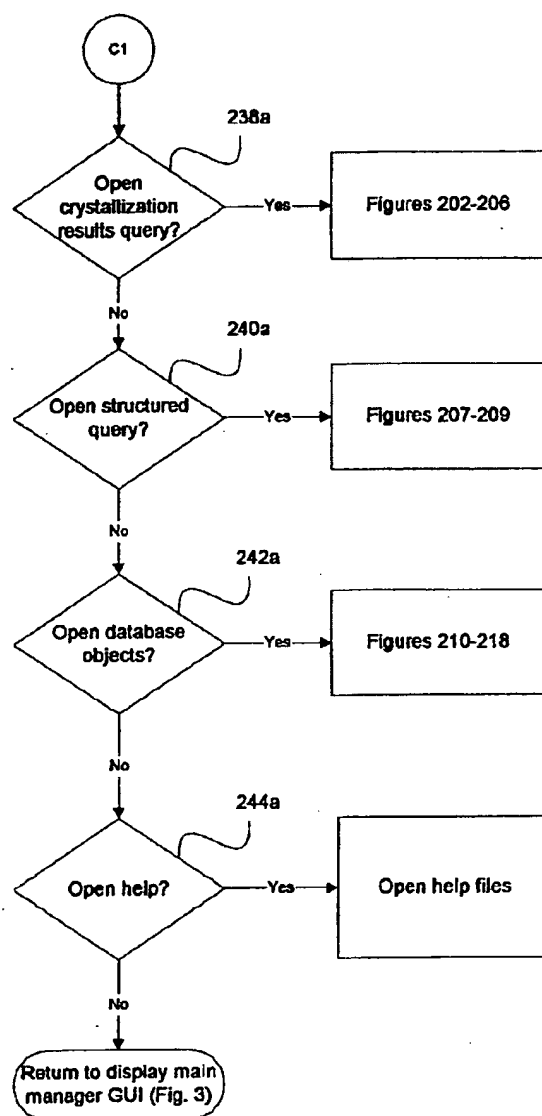 C1
238a
Open
crystallization
results query?
Yes
Figures 202-206
No
240a
Open structured
query?
Yes
Figures 207-209
No
242a
Open database
objects?
Yes
Figures 210-218
No
244a
Open help?
Yes
Open help files
No
Return to display main
manager GUI (Fig. 3)